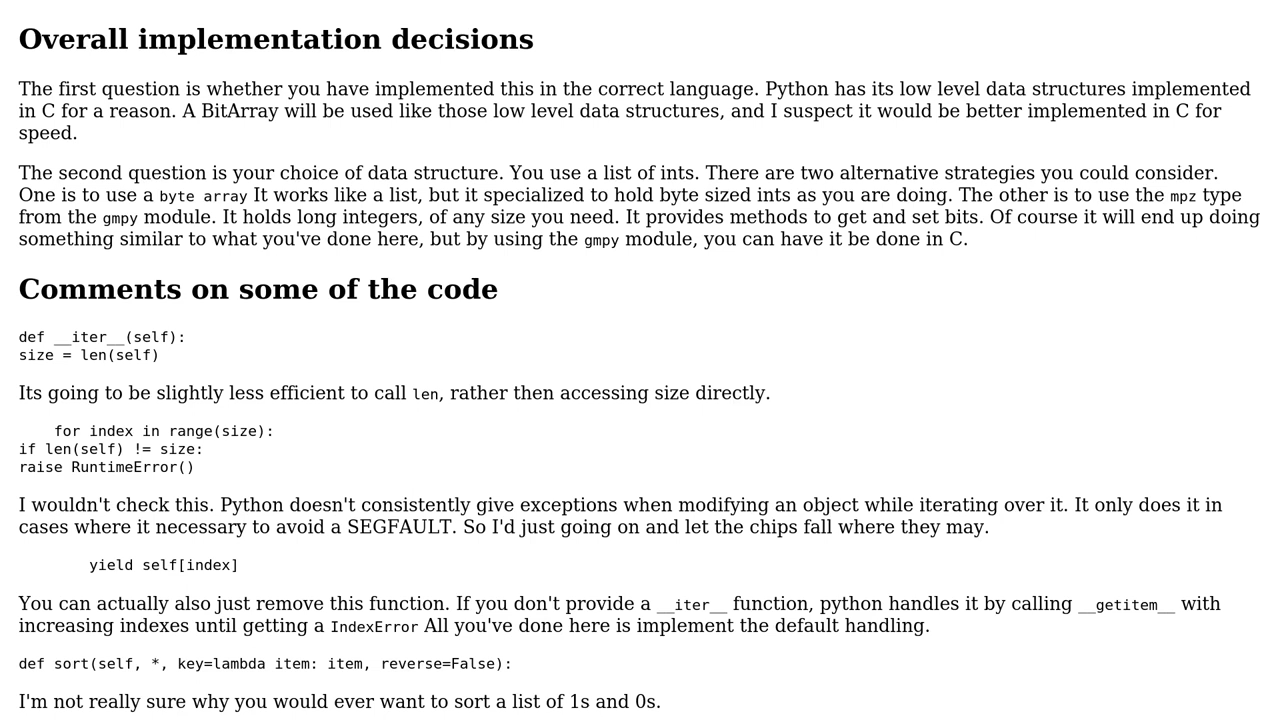 Overall implementation decisions
The first question is whether you have implemented this in the correct language. Python has its low level data structures implemented
in C for a reason. A BitArray will be used like those low level data structures, and I suspect it would be better implemented in C for
speed.
The second question is your choice of data structure. You use a list of ints. There are two alternative strategies you could consider.
One is to use a byte array It works like a list, but it specialized to hold byte sized ints as you are doing. The other is to use the mpz type
from the gmpy module. It holds long integers, of any size you need. It provides methods to get and set bits. Of course it will end up doing
something similar to what you've done here, but by using the gmpy module, you can have it be done in C.
Comments on some of the code
def __iter__(self):
size = len(self)
Its going to be slightly less efficient to call len, rather then accessing size directly.
    for index in range(size):
if len(self) != size:
raise RuntimeError()
I wouldn't check this. Python doesn't consistently give exceptions when modifying an object while iterating over it. It only does it in
cases where it necessary to avoid a SEGFAULT. So I'd just going on and let the chips fall where they may.
        yield self[index]
You can actually also just remove this function. If you don't provide a __iter__ function, python handles it by calling __getitem__ with
increasing indexes until getting a IndexError All you've done here is implement the default handling.
def sort(self, *, key=lambda item: item, reverse=False):
I'm not really sure why you would ever want to sort a list of 1s and 0s.